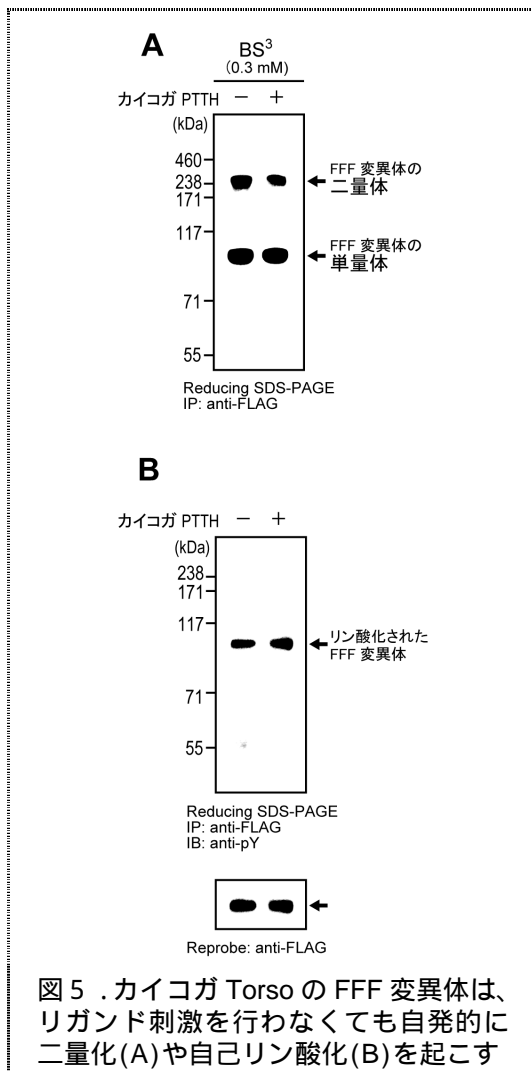 A
BS³
(0.3 mM)
カイコガ PTTH － ＋
(kDa)
460
238
171
117
71
55
FFF 変異体の
二量体
FFF 変異体の
単量体
Reducing SDS-PAGE
IP: anti-FLAG
B
カイコガ PTTH － ＋
(kDa)
238
171
117
71
55
リン酸化された
FFF 変異体
Reducing SDS-PAGE
IP: anti-FLAG
IB: anti-pY
Reprobe: anti-FLAG
図 5 . カイコガ Torso の FFF 変異体は、
リガンド刺激を行わなくても自発的に
二量化(A)や自己リン酸化(B)を起こす